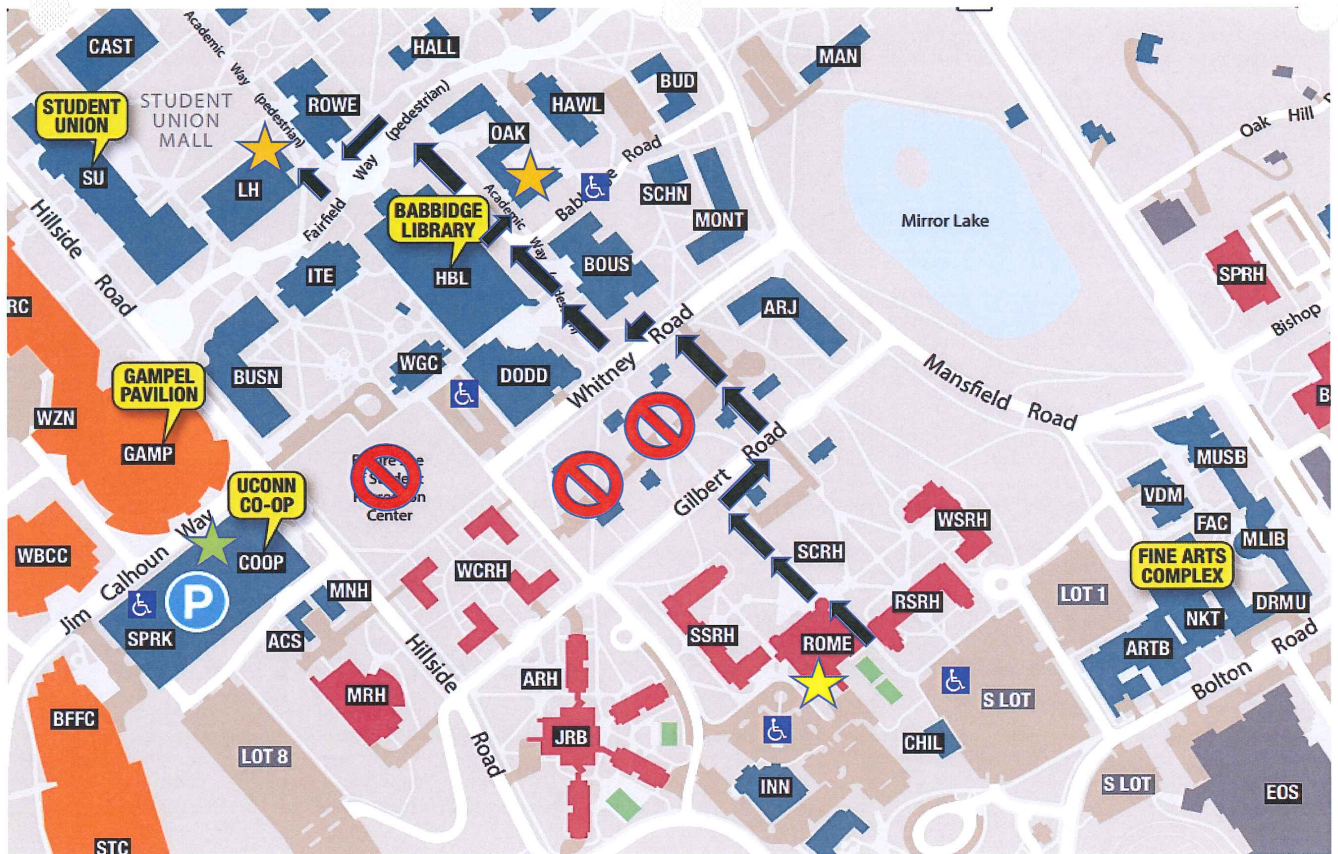 CAST
HALL
MAN
BUD
Academic Way (pedestrian)
STUDENT
UNION
STUDENT
UNION
MALL
ROWE
HAWL
Way (pedestrian)
OAK
Oak Hill
SU
LH
Road
SCHN
MONT
BABBIDGE
LIBRARY
Academic Way
Mirror Lake
Hillside Road
Fairfield
ITE
HBL
BOUS
SPRH
RC
ARJ
Bishop
WGC
DODD
Whitney Road
BUSN
GAMPEL
PAVILION
Mansfield Road
WZN
GAMP
Center
Gilbert Road
MUSB
VDM
UCONN
CO-OP
WSRH
FAC
MLIB
Jim Calhoun Way
WBCC
COOP
SCRH
FINE ARTS
COMPLEX
WCRH
MNH
P
RSRH
LOT 1
DRMU
NKT
SPRK
ACS
SSRH
ROME
ARTB
Hillside Road
ARH
MRH
S LOT
Bolton Road
BFFC
JRB
CHIL
LOT 8
INN
S LOT
EOS
STC